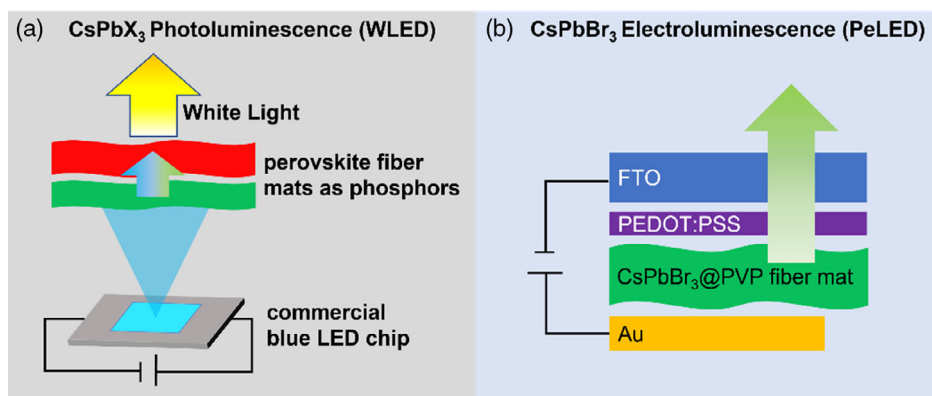 (a) CsPbX₃ Photoluminescence (WLED)
White Light
perovskite fiber
mats as phosphors
commercial
blue LED chip
(b) CsPbBr₃ Electroluminescence (PeLED)
FTO
PEDOT:PSS
CsPbBr₃@PVP fiber mat
Au